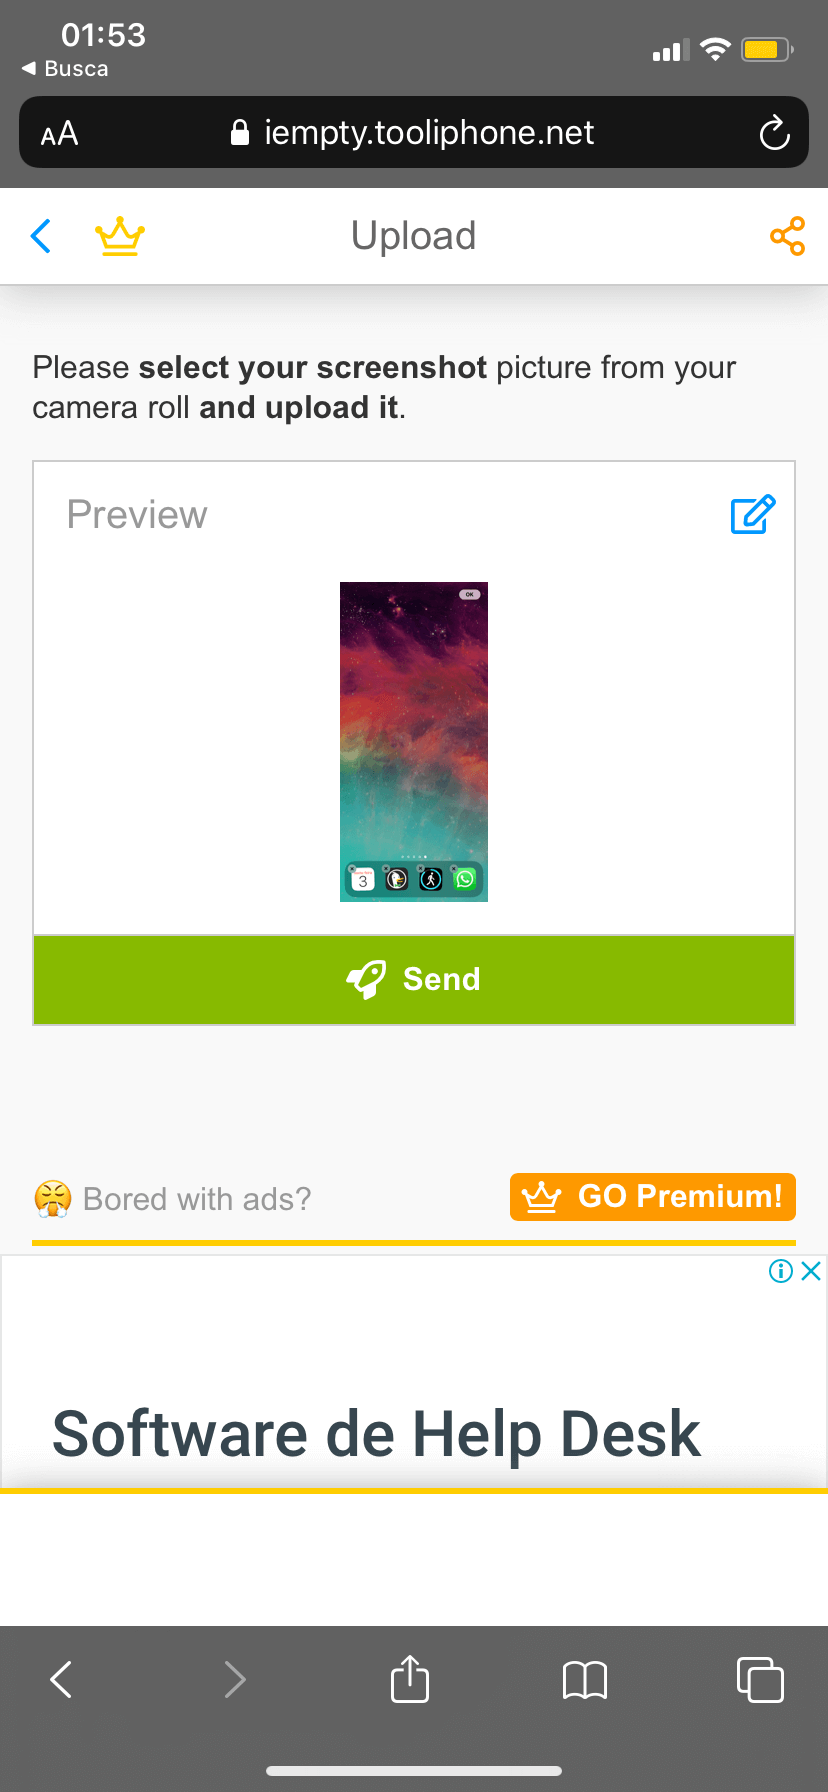 01:53
◀ Busca
AA
iempty.tooliphone.net
Upload
Please select your screenshot picture from your
camera roll and upload it.
Preview
OK
3
Send
Bored with ads?
GO Premium!
Software de Help Desk